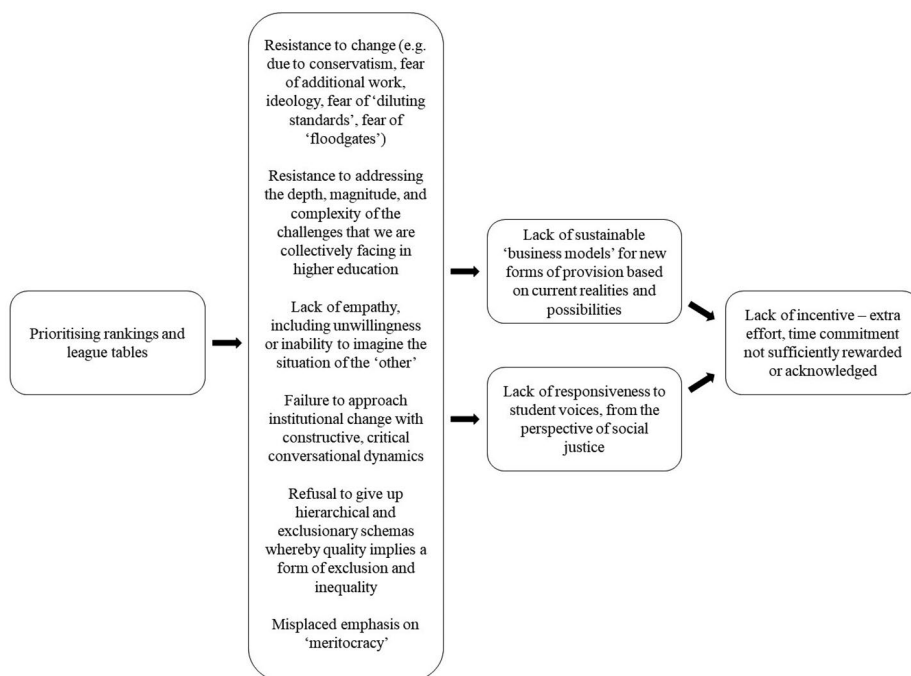 Prioritising rankings and
league tables
Resistance to change (e.g.
due to conservatism, fear
of additional work,
ideology, fear of ‘diluting
standards’, fear of
‘floodgates’)
Resistance to addressing
the depth, magnitude, and
complexity of the
challenges that we are
collectively facing in
higher education
Lack of empathy,
including unwillingness
or inability to imagine the
situation of the ‘other’
Failure to approach
institutional change with
constructive, critical
conversational dynamics
Refusal to give up
hierarchical and
exclusionary schemas
whereby quality implies a
form of exclusion and
inequality
Misplaced emphasis on
‘meritocracy’
Lack of sustainable
‘business models’ for new
forms of provision based
on current realities and
possibilities
Lack of responsiveness to
student voices, from the
perspective of social
justice
Lack of incentive – extra
effort, time commitment
not sufficiently rewarded
or acknowledged